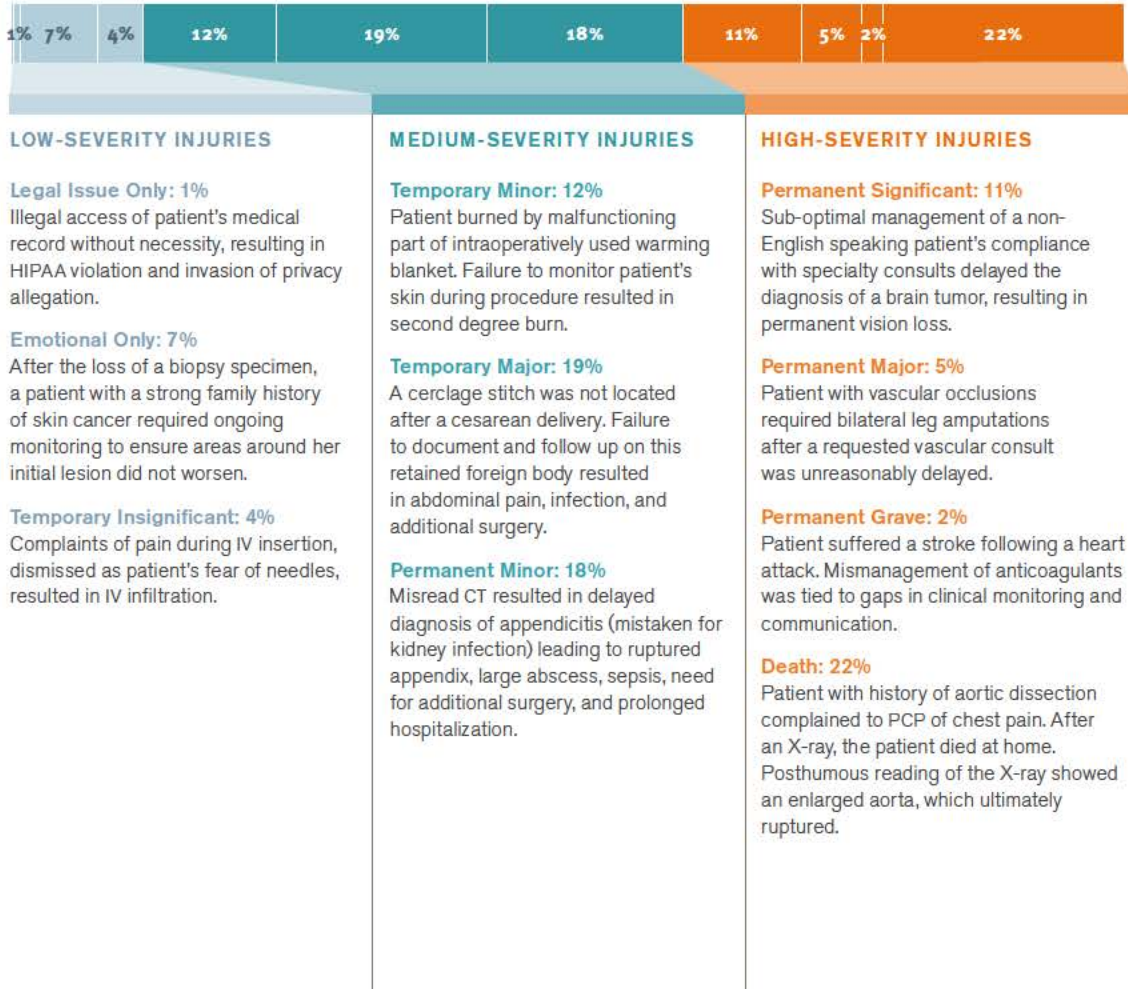 1% 7% 4% 12% 19% 18% 11% 5% 2% 22%
LOW-SEVERITY INJURIES
Legal Issue Only: 1%
Illegal access of patient's medical
record without necessity, resulting in
HIPAA violation and invasion of privacy
allegation.
Emotional Only: 7%
After the loss of a biopsy specimen,
a patient with a strong family history
of skin cancer required ongoing
monitoring to ensure areas around her
initial lesion did not worsen.
Temporary Insignificant: 4%
Complaints of pain during IV insertion,
dismissed as patient's fear of needles,
resulted in IV infiltration.
MEDIUM-SEVERITY INJURIES
Temporary Minor: 12%
Patient burned by malfunctioning
part of intraoperatively used warming
blanket. Failure to monitor patient's
skin during procedure resulted in
second degree burn.
Temporary Major: 19%
A cerclage stitch was not located
after a cesarean delivery. Failure
to document and follow up on this
retained foreign body resulted
in abdominal pain, infection, and
additional surgery.
Permanent Minor: 18%
Misread CT resulted in delayed
diagnosis of appendicitis (mistaken for
kidney infection) leading to ruptured
appendix, large abscess, sepsis, need
for additional surgery, and prolonged
hospitalization.
HIGH-SEVERITY INJURIES
Permanent Significant: 11%
Sub-optimal management of a non-
English speaking patient's compliance
with specialty consults delayed the
diagnosis of a brain tumor, resulting in
permanent vision loss.
Permanent Major: 5%
Patient with vascular occlusions
required bilateral leg amputations
after a requested vascular consult
was unreasonably delayed.
Permanent Grave: 2%
Patient suffered a stroke following a heart
attack. Mismanagement of anticoagulants
was tied to gaps in clinical monitoring and
communication.
Death: 22%
Patient with history of aortic dissection
complained to PCP of chest pain. After
an X-ray, the patient died at home.
Posthumous reading of the X-ray showed
an enlarged aorta, which ultimately
ruptured.